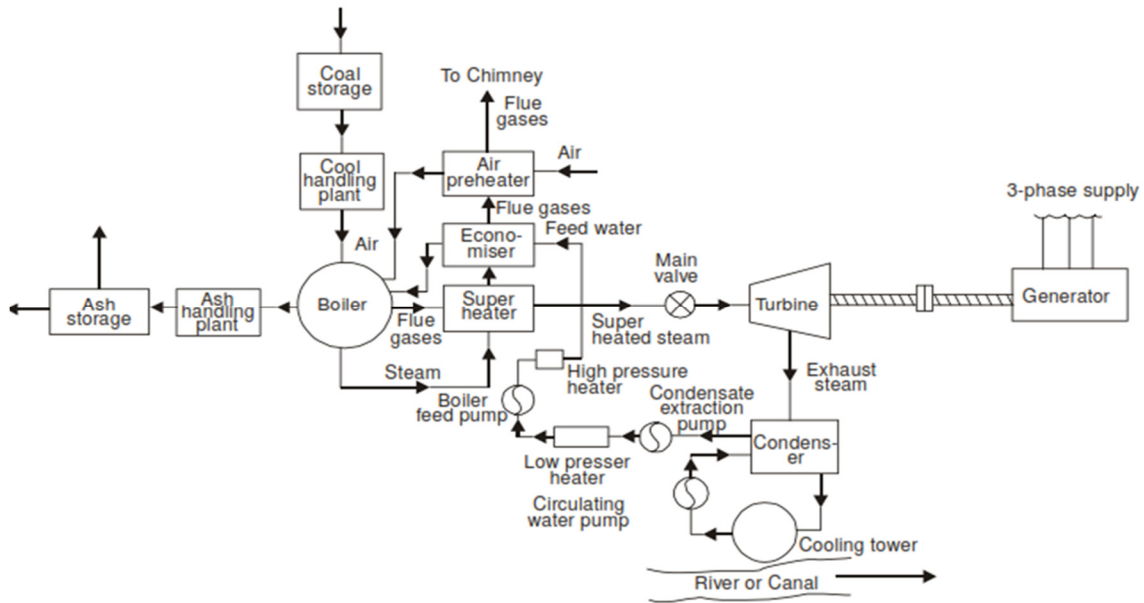 Coal
storage
To Chimney
Flue
gases
Cool
handling
plant
Air
preheater
Air
3-phase supply
Flue gases
Feed water
Air
Econo-
miser
Main
valve
Ash
storage
Ash
handling
plant
Boiler
Super
heater
Turbine
Generator
Flue
gases
Super
heated steam
Steam
High pressure
heater
Exhaust
steam
Boiler
feed pump
Condensate
extraction
pump
Condens-
er
Low presser
heater
Circulating
water pump
Cooling tower
River or Canal